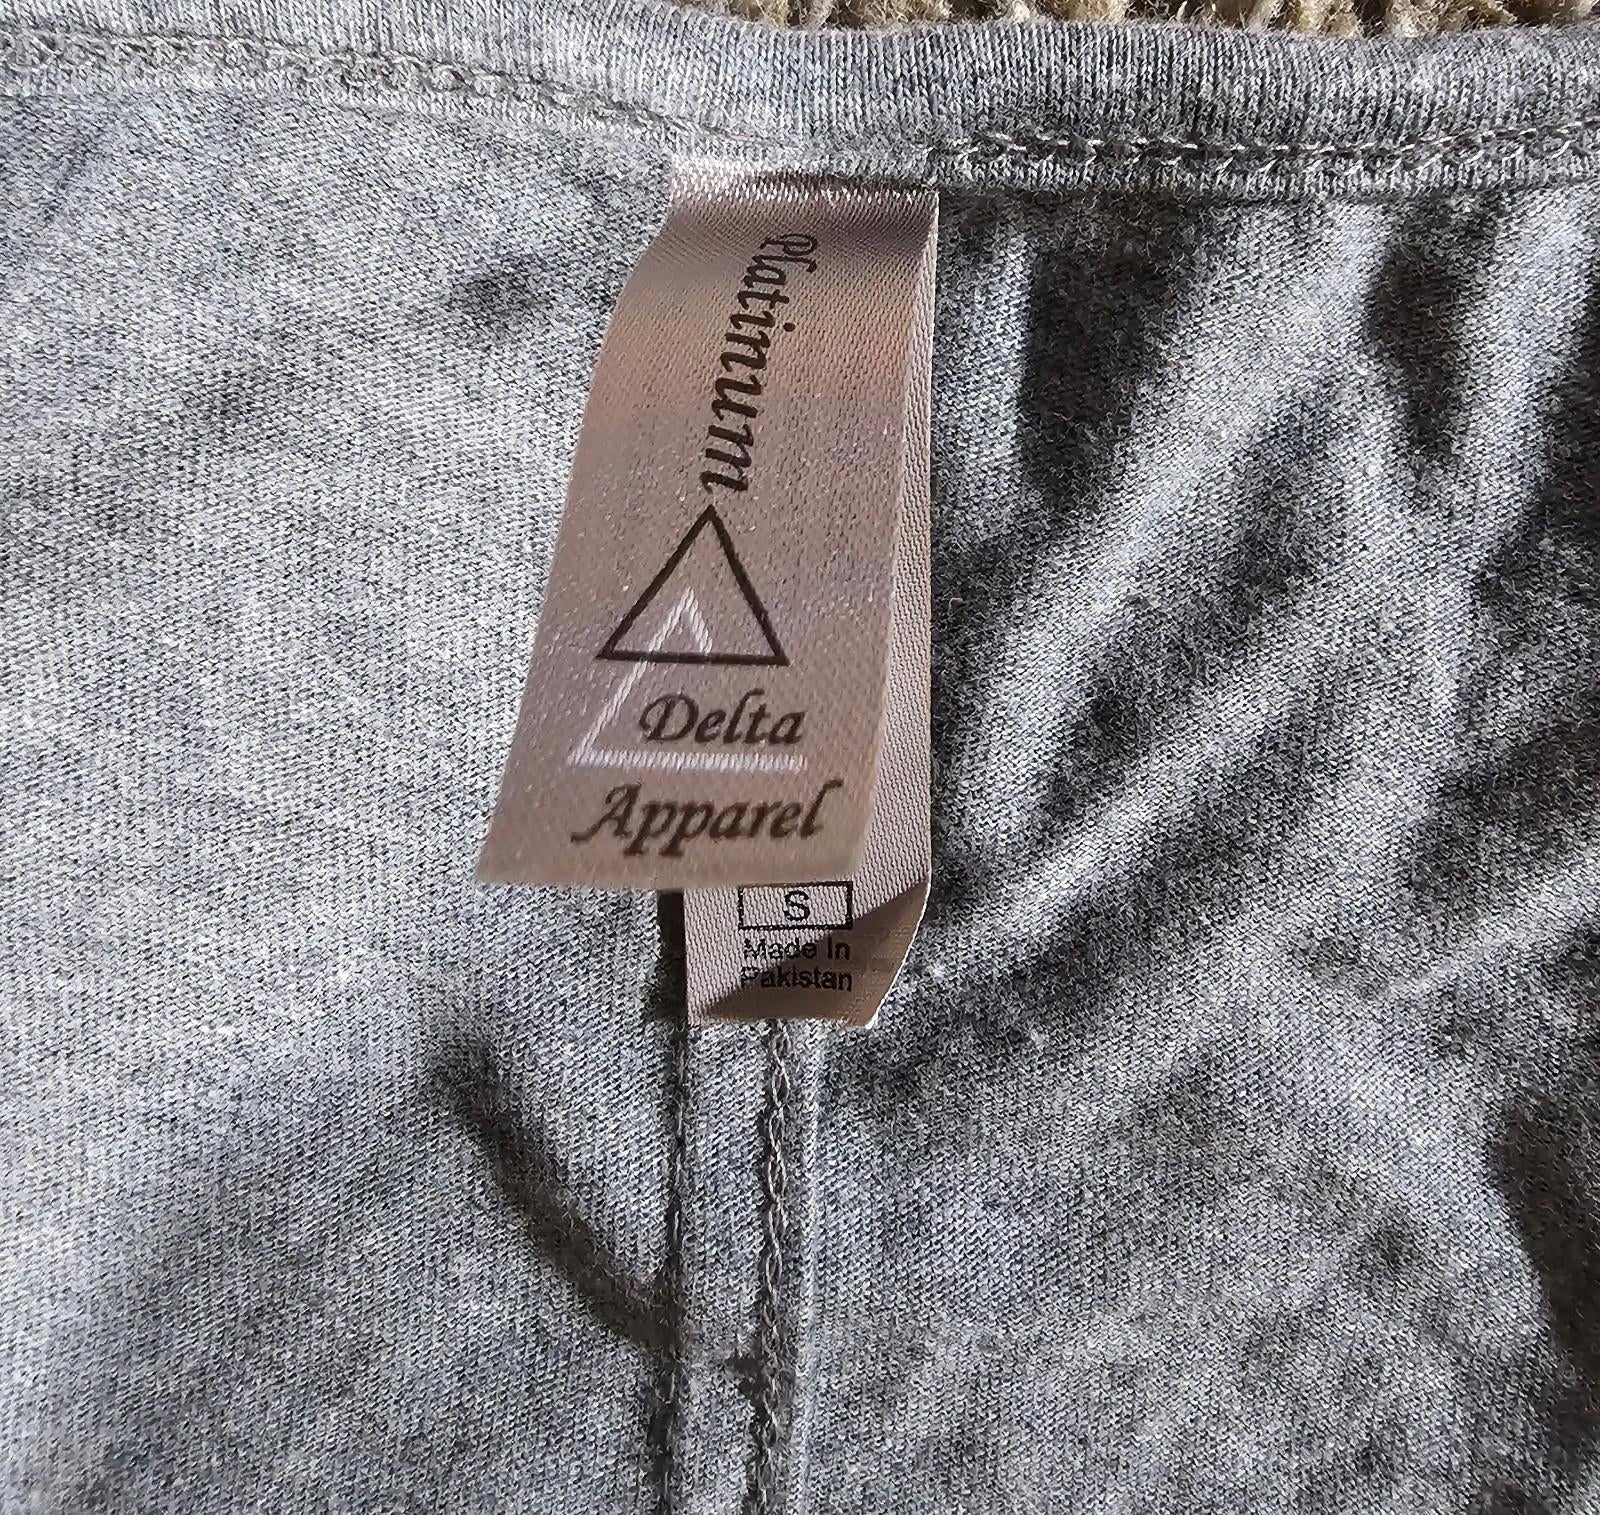 Platinum
Delta
Apparel
S
Made In
Pakistan